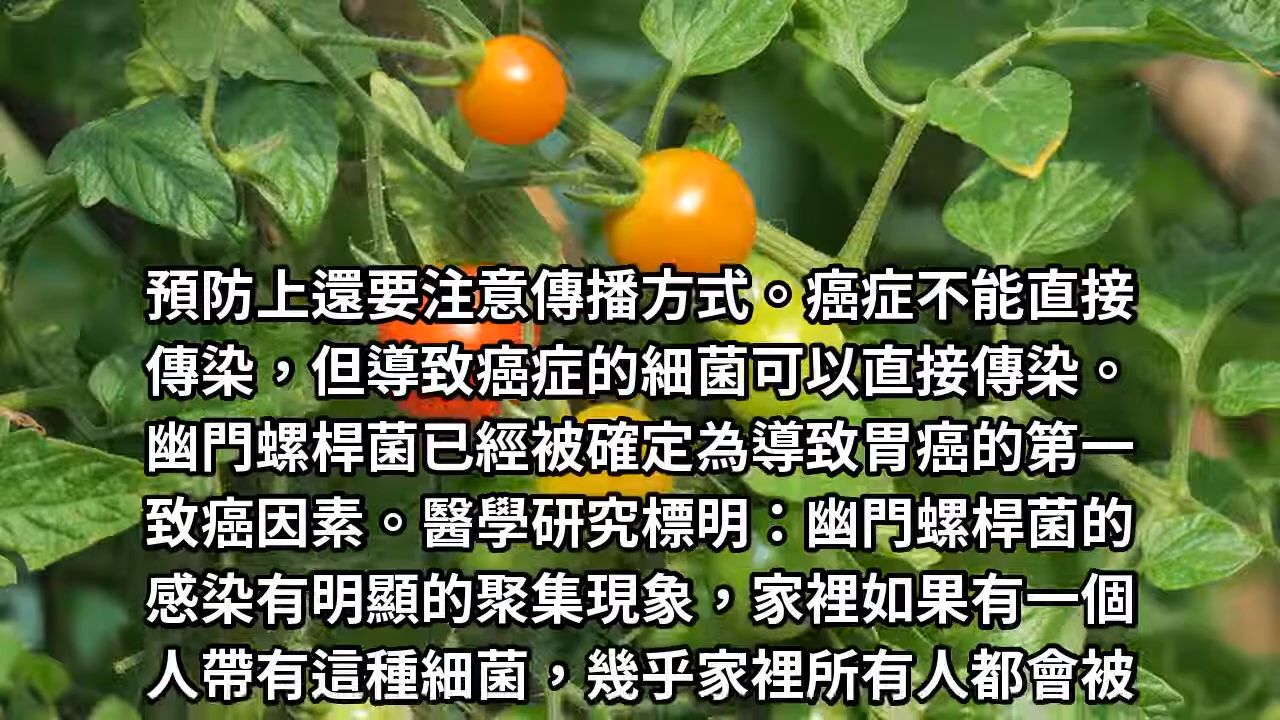 預防上還要注意傳播方式。癌症不能直接
傳染，但導致癌症的細菌可以直接傳染。
幽門螺桿菌已經被確定為導致胃癌的第一
致癌因素。醫學研究標明：幽門螺桿菌的
感染有明顯的聚集現象，家裡如果有一個
人帶有這種細菌，幾乎家裡所有人都會被